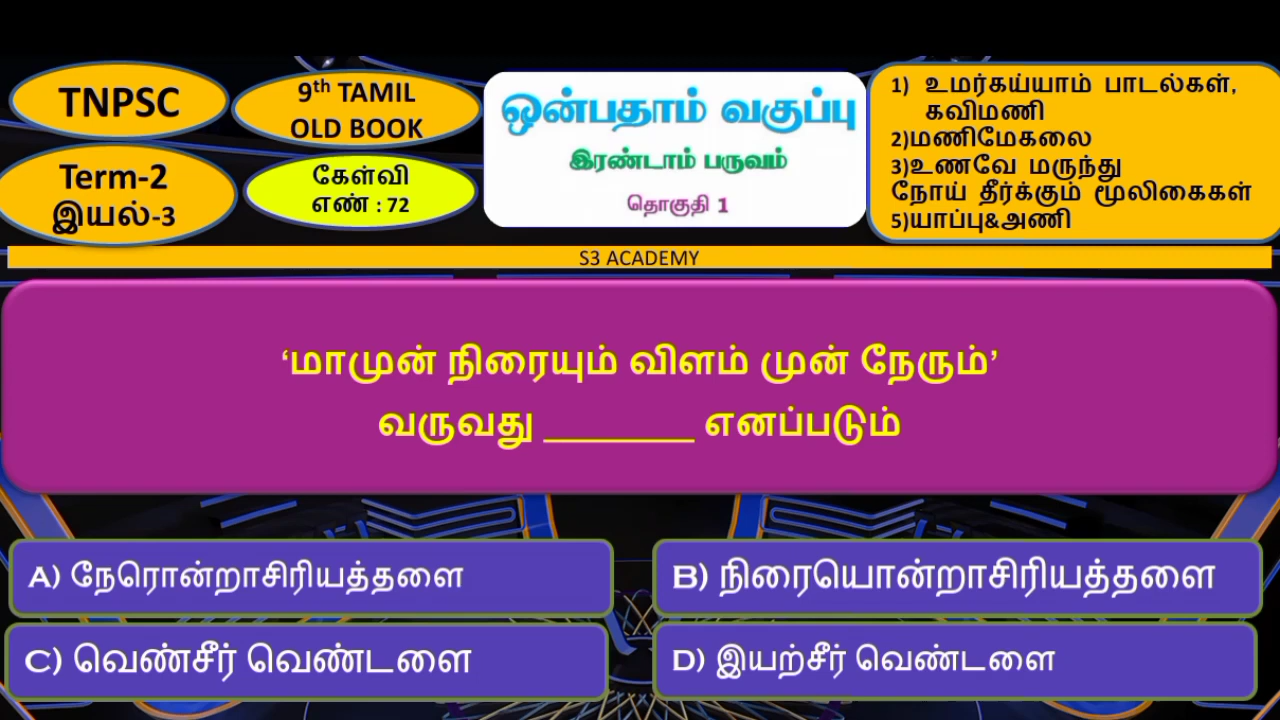 TNPSC
9th TAMIL
OLD BOOK
Term-2
இயல்-3
கேள்வி
எண் : 72
ஒன்பதாம் வகுப்பு
இரண்டாம் பருவம்
தொகுதி 1
1) உமர்கய்யாம் பாடல்கள்,
கவிமணி
2)மணிமேகலை
3)உணவே மருந்து
நோய் தீர்க்கும் மூலிகைகள்
5)யாப்பு&அணி
S3 ACADEMY
‘மாமுன் நிரையும் விளம் முன் நேரும்’
வருவது ________ எனப்படும்
A) நேரொன்றாசிரியத்தளை
B) நிரையொன்றாசிரியத்தளை
C) வெண்சீர் வெண்டளை
D) இயற்சீர் வெண்டளை